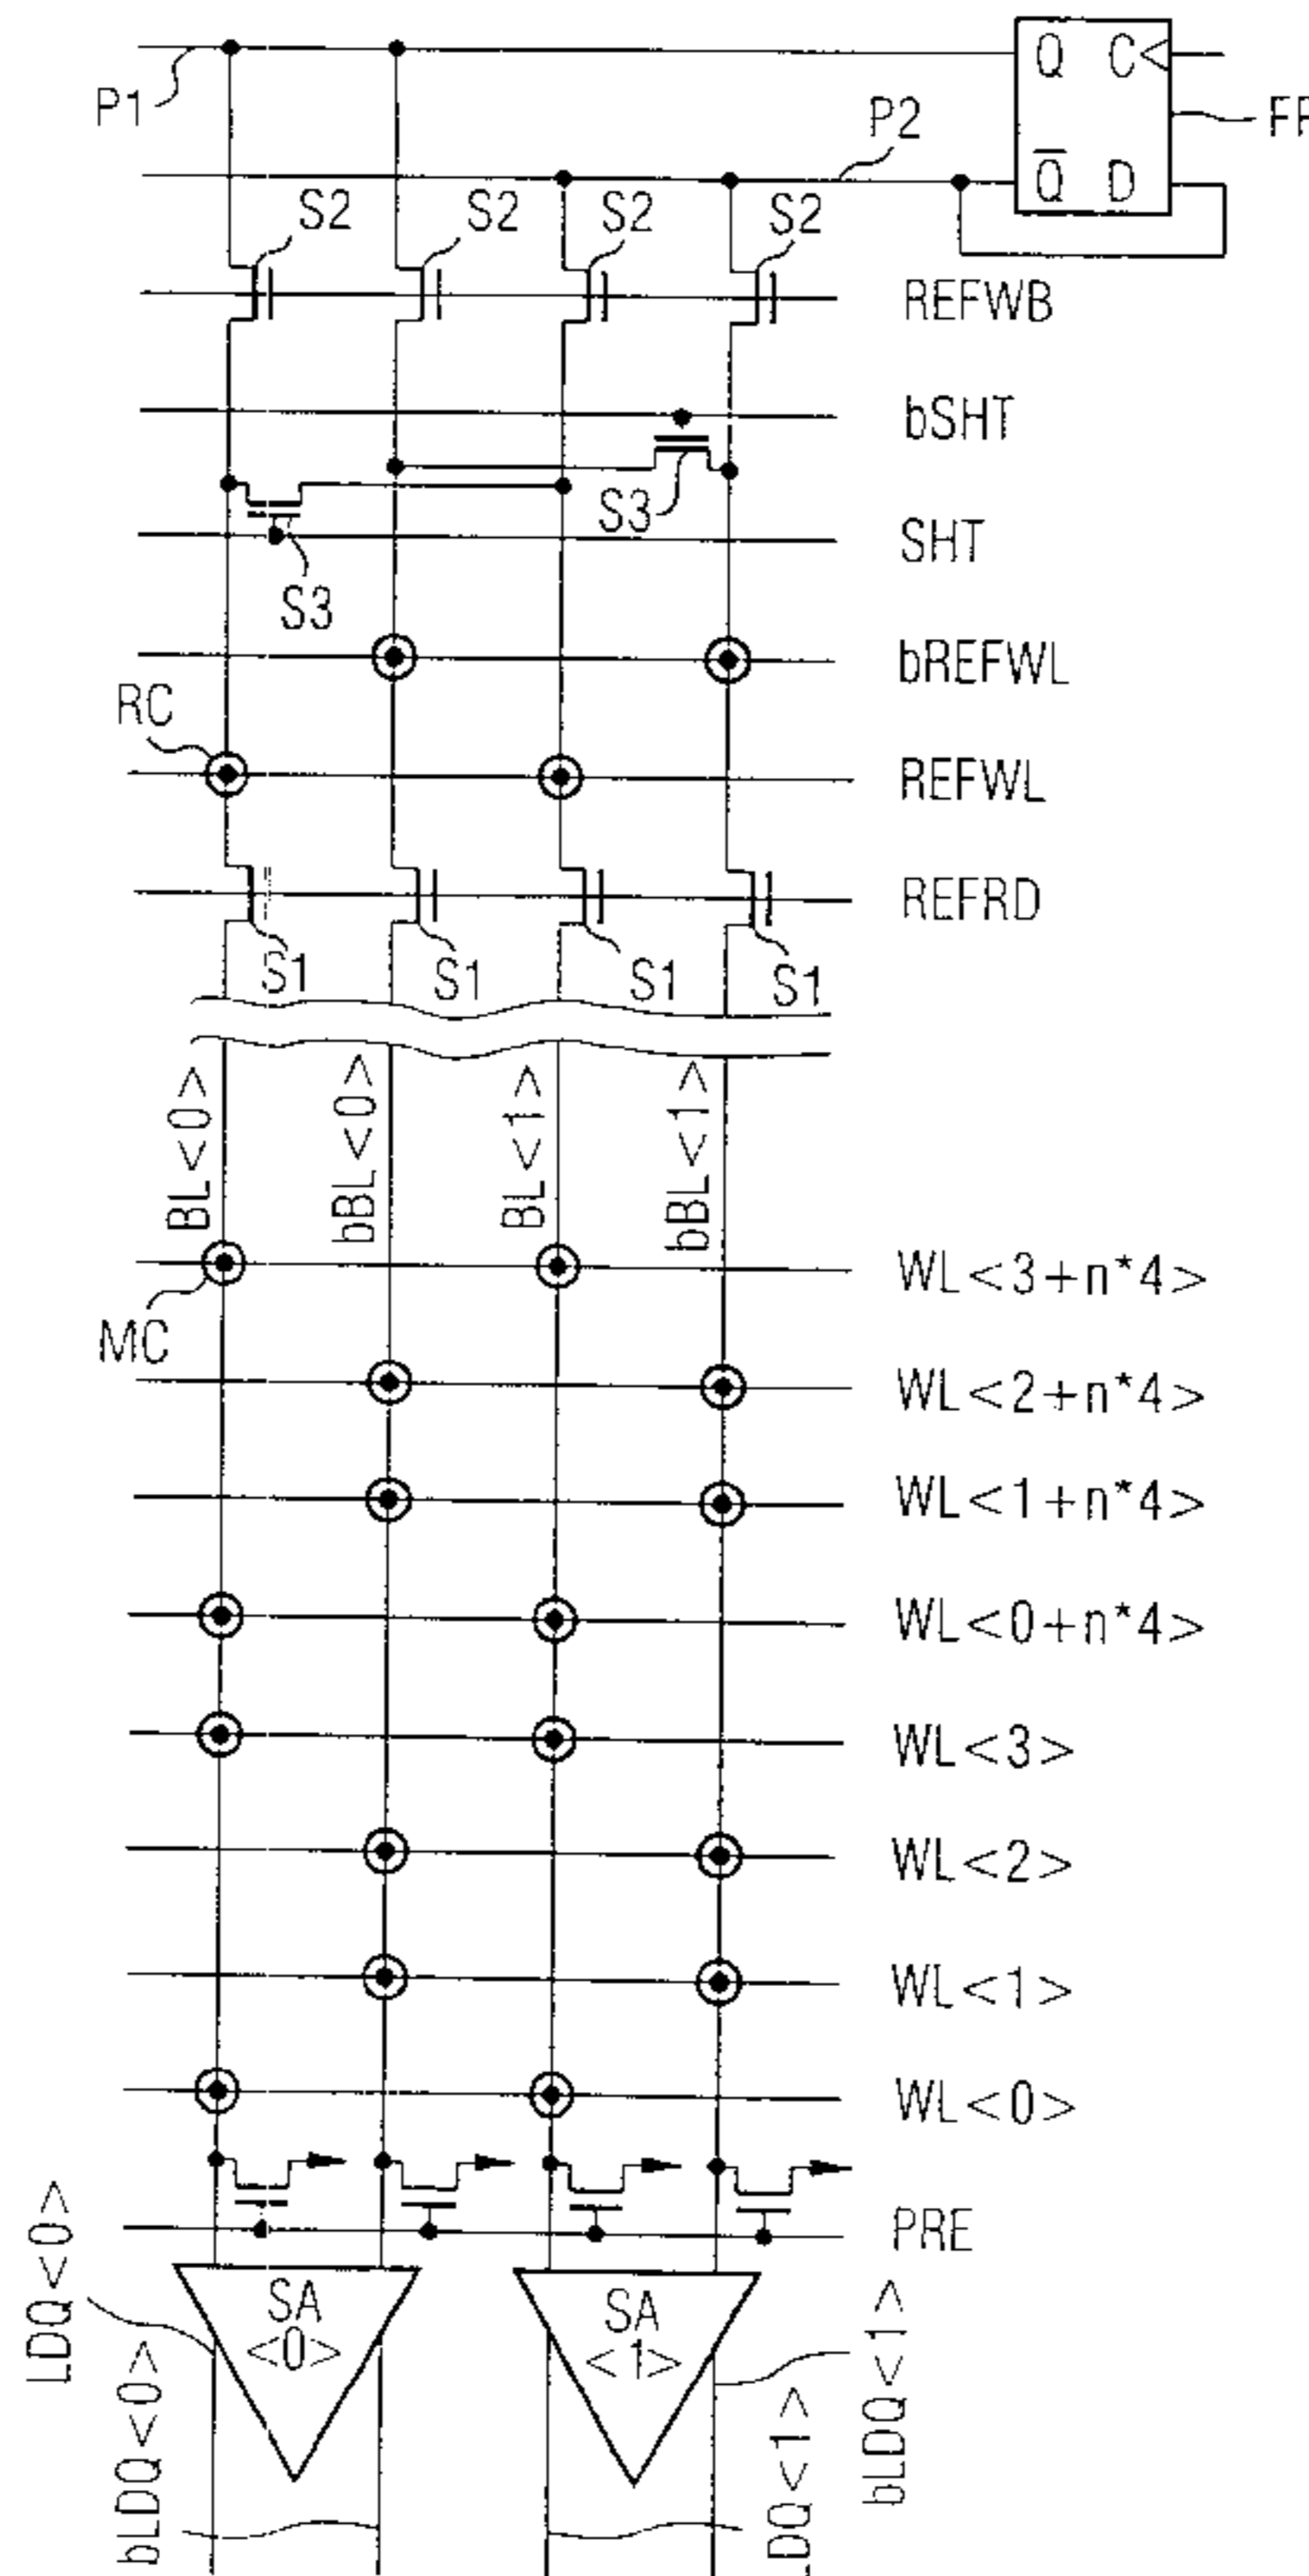 P1
P2
Q C
Q̅ D
S2 S2 S2 S2
REFWB
bSHT
S3
SHT
S3
bREFWL
RC
REFWL
REFRD
S1 S1 S1 S1
BL<0> bBL<0> BL<1> bBL<1>
WL<3+n*4>
MC
WL<2+n*4>
WL<1+n*4>
WL<0+n*4>
WL<3>
WL<2>
WL<1>
WL<0>
PRE
LDQ<0>
SA
<0>
SA
<1>
bLDQ<0>
DQ<1>
bLDQ<1>